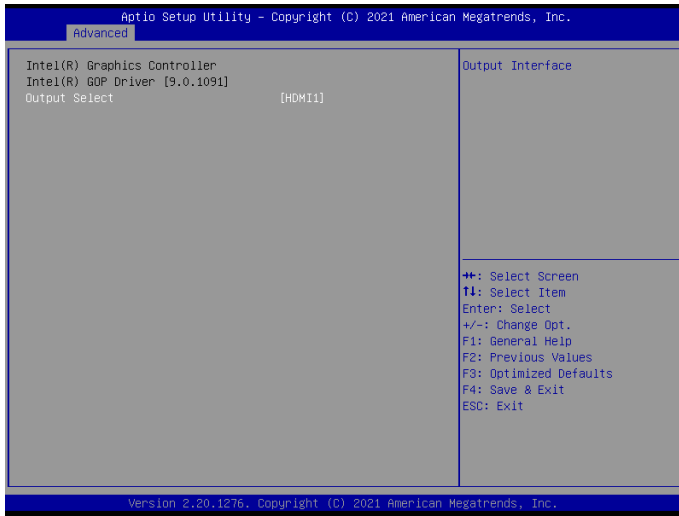 Aptio Setup Utility – Copyright (C) 2021 American Megatrends, Inc.
Advanced
Intel(R) Graphics Controller
Intel(R) GOP Driver [9.0.1091]
Output Select [HDMI1]
Output Interface
→←: Select Screen
↑↓: Select Item
Enter: Select
+/-: Change Opt.
F1: General Help
F2: Previous Values
F3: Optimized Defaults
F4: Save & Exit
ESC: Exit
Version 2.20.1276. Copyright (C) 2021 American Megatrends, Inc.